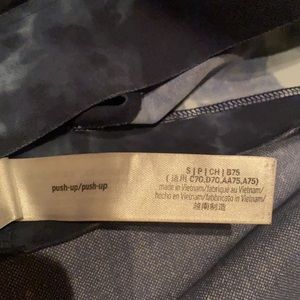 push-up/push-up
S | P | CH | B75
( 适用 C70,D70,AA75,A75)
made in Vietnam/fabriqué au Vietnam/
hecho en Vietnam/fabbricato in Vietnam/
越南制造